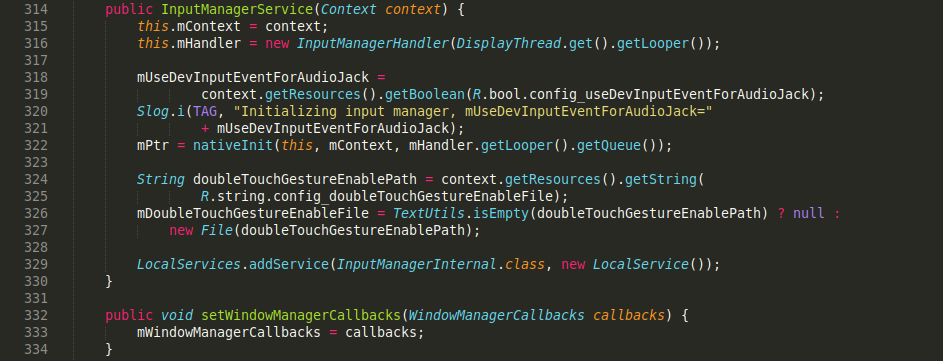 314 public InputManagerService(Context context) {
315 this.mContext = context;
316 this.mHandler = new InputManagerHandler(DisplayThread.get().getLooper());
317
318 mUseDevInputEventForAudioJack =
319 context.getResources().getBoolean(R.bool.config_useDevInputEventForAudioJack);
320 Slog.i(TAG, "Initializing input manager, mUseDevInputEventForAudioJack="
321 + mUseDevInputEventForAudioJack);
322 mPtr = nativeInit(this, mContext, mHandler.getLooper().getQueue());
323
324 String doubleTouchGestureEnablePath = context.getResources().getString(
325 R.string.config_doubleTouchGestureEnableFile);
326 mDoubleTouchGestureEnableFile = TextUtils.isEmpty(doubleTouchGestureEnablePath) ? null :
327 new File(doubleTouchGestureEnablePath);
328
329 LocalServices.addService(InputManagerInternal.class, new LocalService());
330 }
331
332 public void setWindowManagerCallbacks(WindowManagerCallbacks callbacks) {
333 mWindowManagerCallbacks = callbacks;
334 }